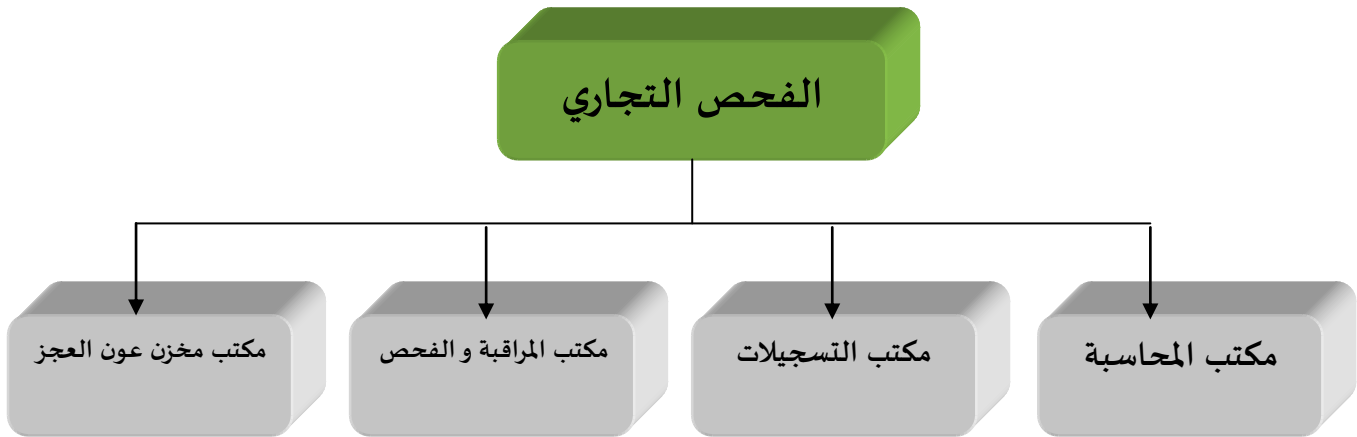 الفحص التجاري
مكتب المحاسبة
مكتب التسجيلات
مكتب المراقبة و الفحص
مكتب مخزن عون العجز